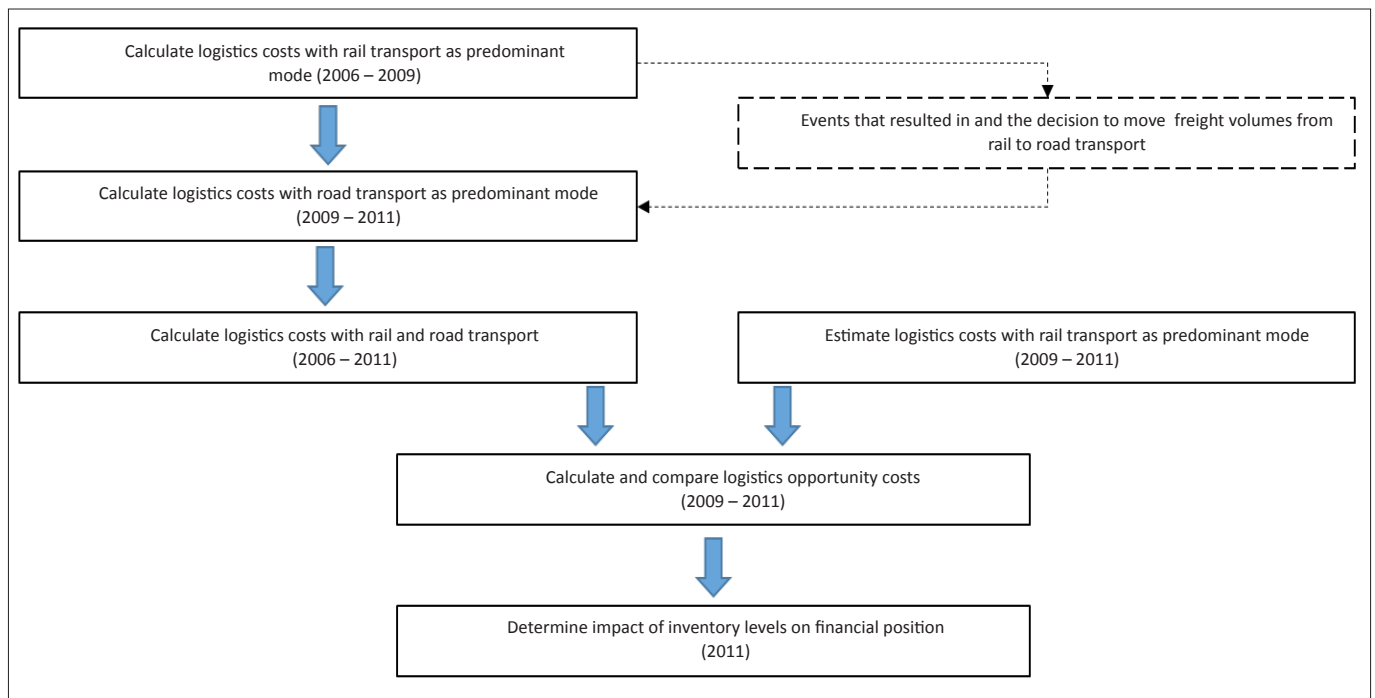 Calculate logistics costs with rail transport as predominant
mode (2006 – 2009)
Events that resulted in and the decision to move freight volumes from
rail to road transport
Calculate logistics costs with road transport as predominant mode
(2009 – 2011)
Calculate logistics costs with rail and road transport
(2006 – 2011)
Estimate logistics costs with rail transport as predominant mode
(2009 – 2011)
Calculate and compare logistics opportunity costs
(2009 – 2011)
Determine impact of inventory levels on financial position
(2011)